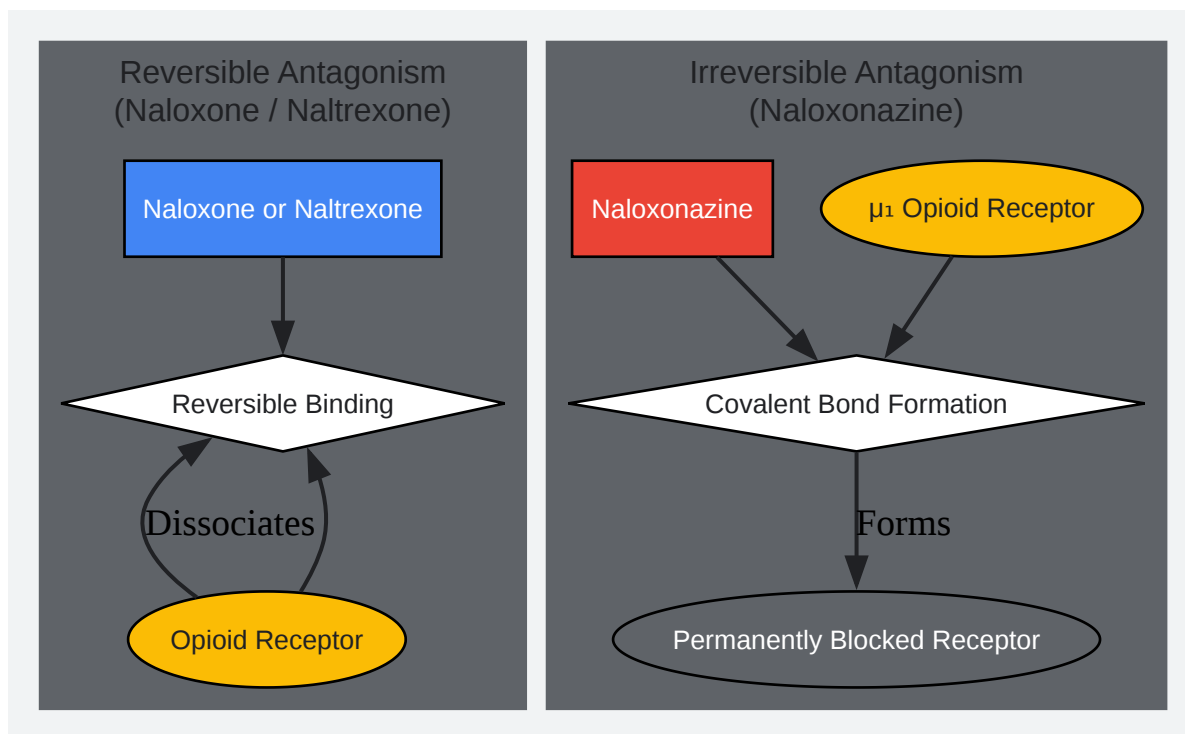 Reversible Antagonism
(Naloxone / Naltrexone)
Naloxone or Naltrexone
Reversible Binding
Dissociates
Opioid Receptor
Irreversible Antagonism
(Naloxonazine)
Naloxonazine
μ₁ Opioid Receptor
Covalent Bond Formation
Forms
Permanently Blocked Receptor